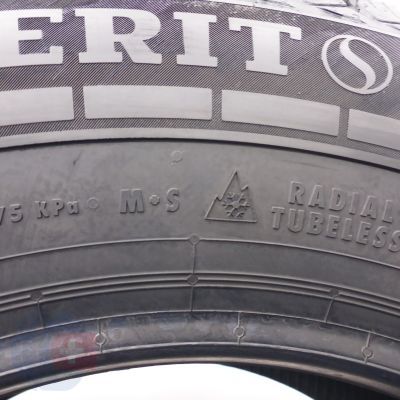 ERIT S
75 KPa M+S RADIAL
TUBELESS